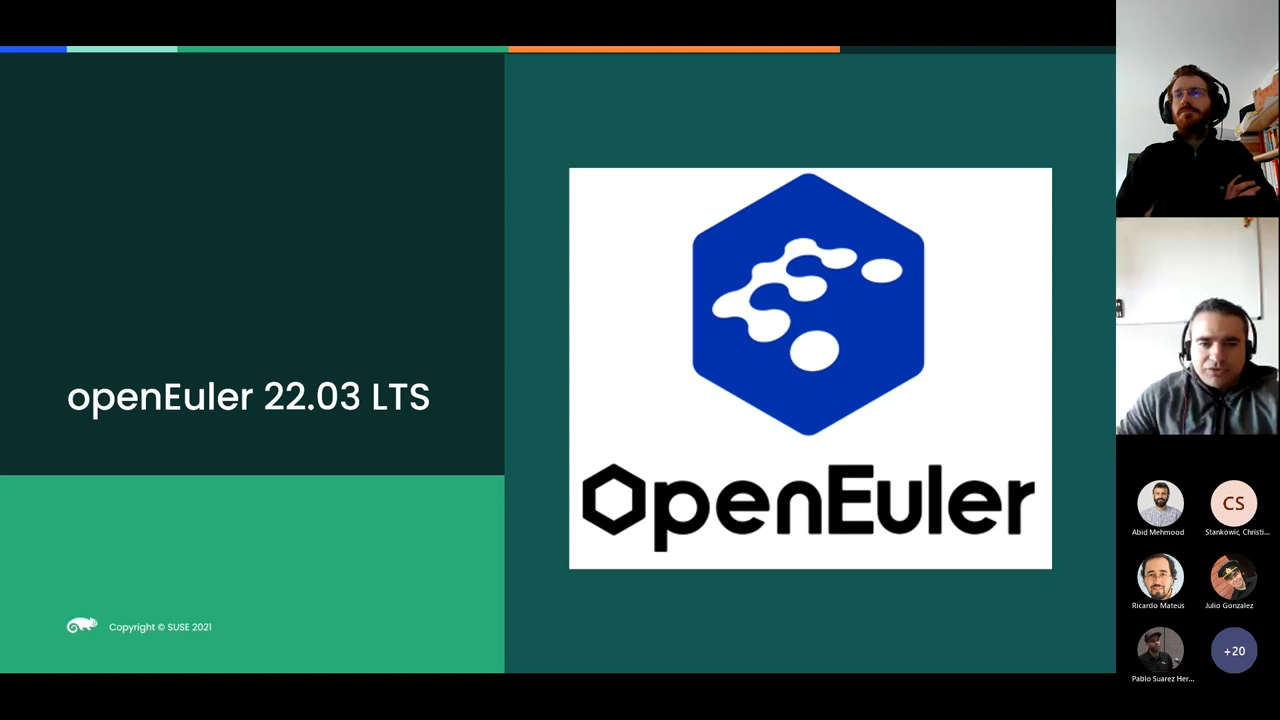 openEuler 22.03 LTS
OpenEuler
Copyright © SUSE 2021
CS
Abid Mehmood
Stankowic, Christi...
Ricardo Mateus
Julio Gonzalez
+20
Pablo Suarez Her...